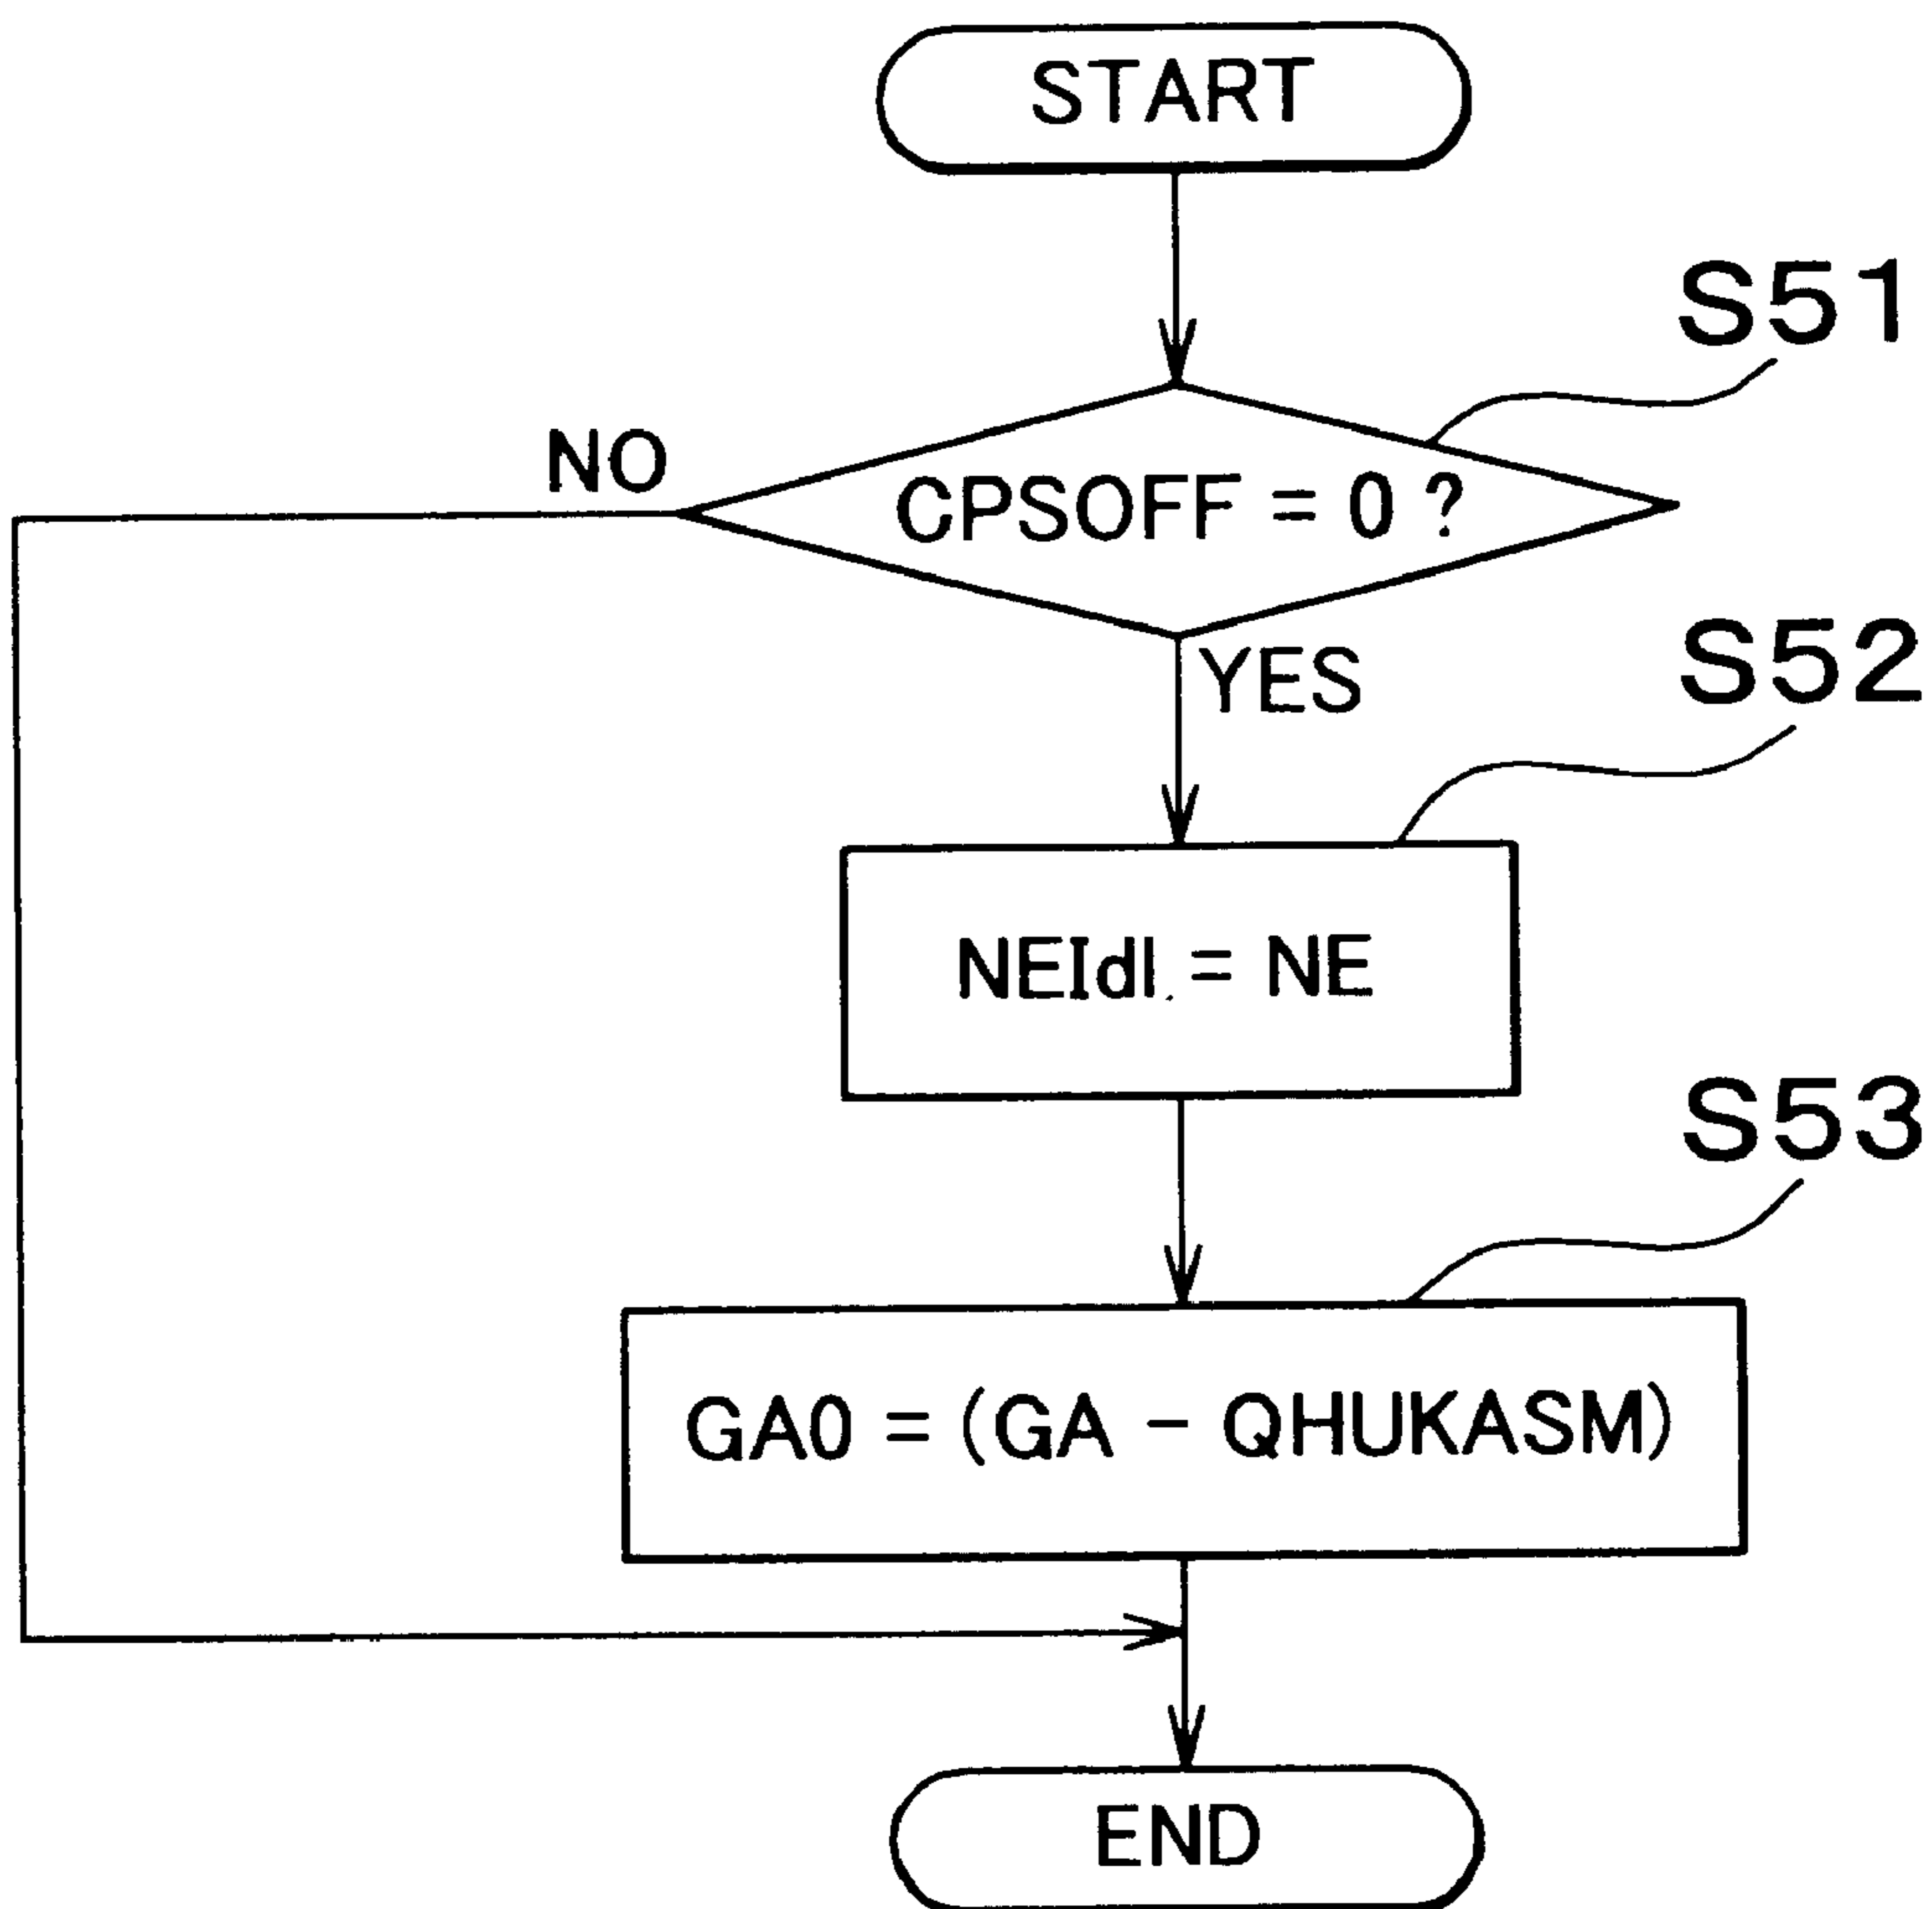 START
S51
NO
CPSOFF = 0 ?
YES
S52
NEIdl = NE
S53
GA0 = (GA - QHUKASM)
END